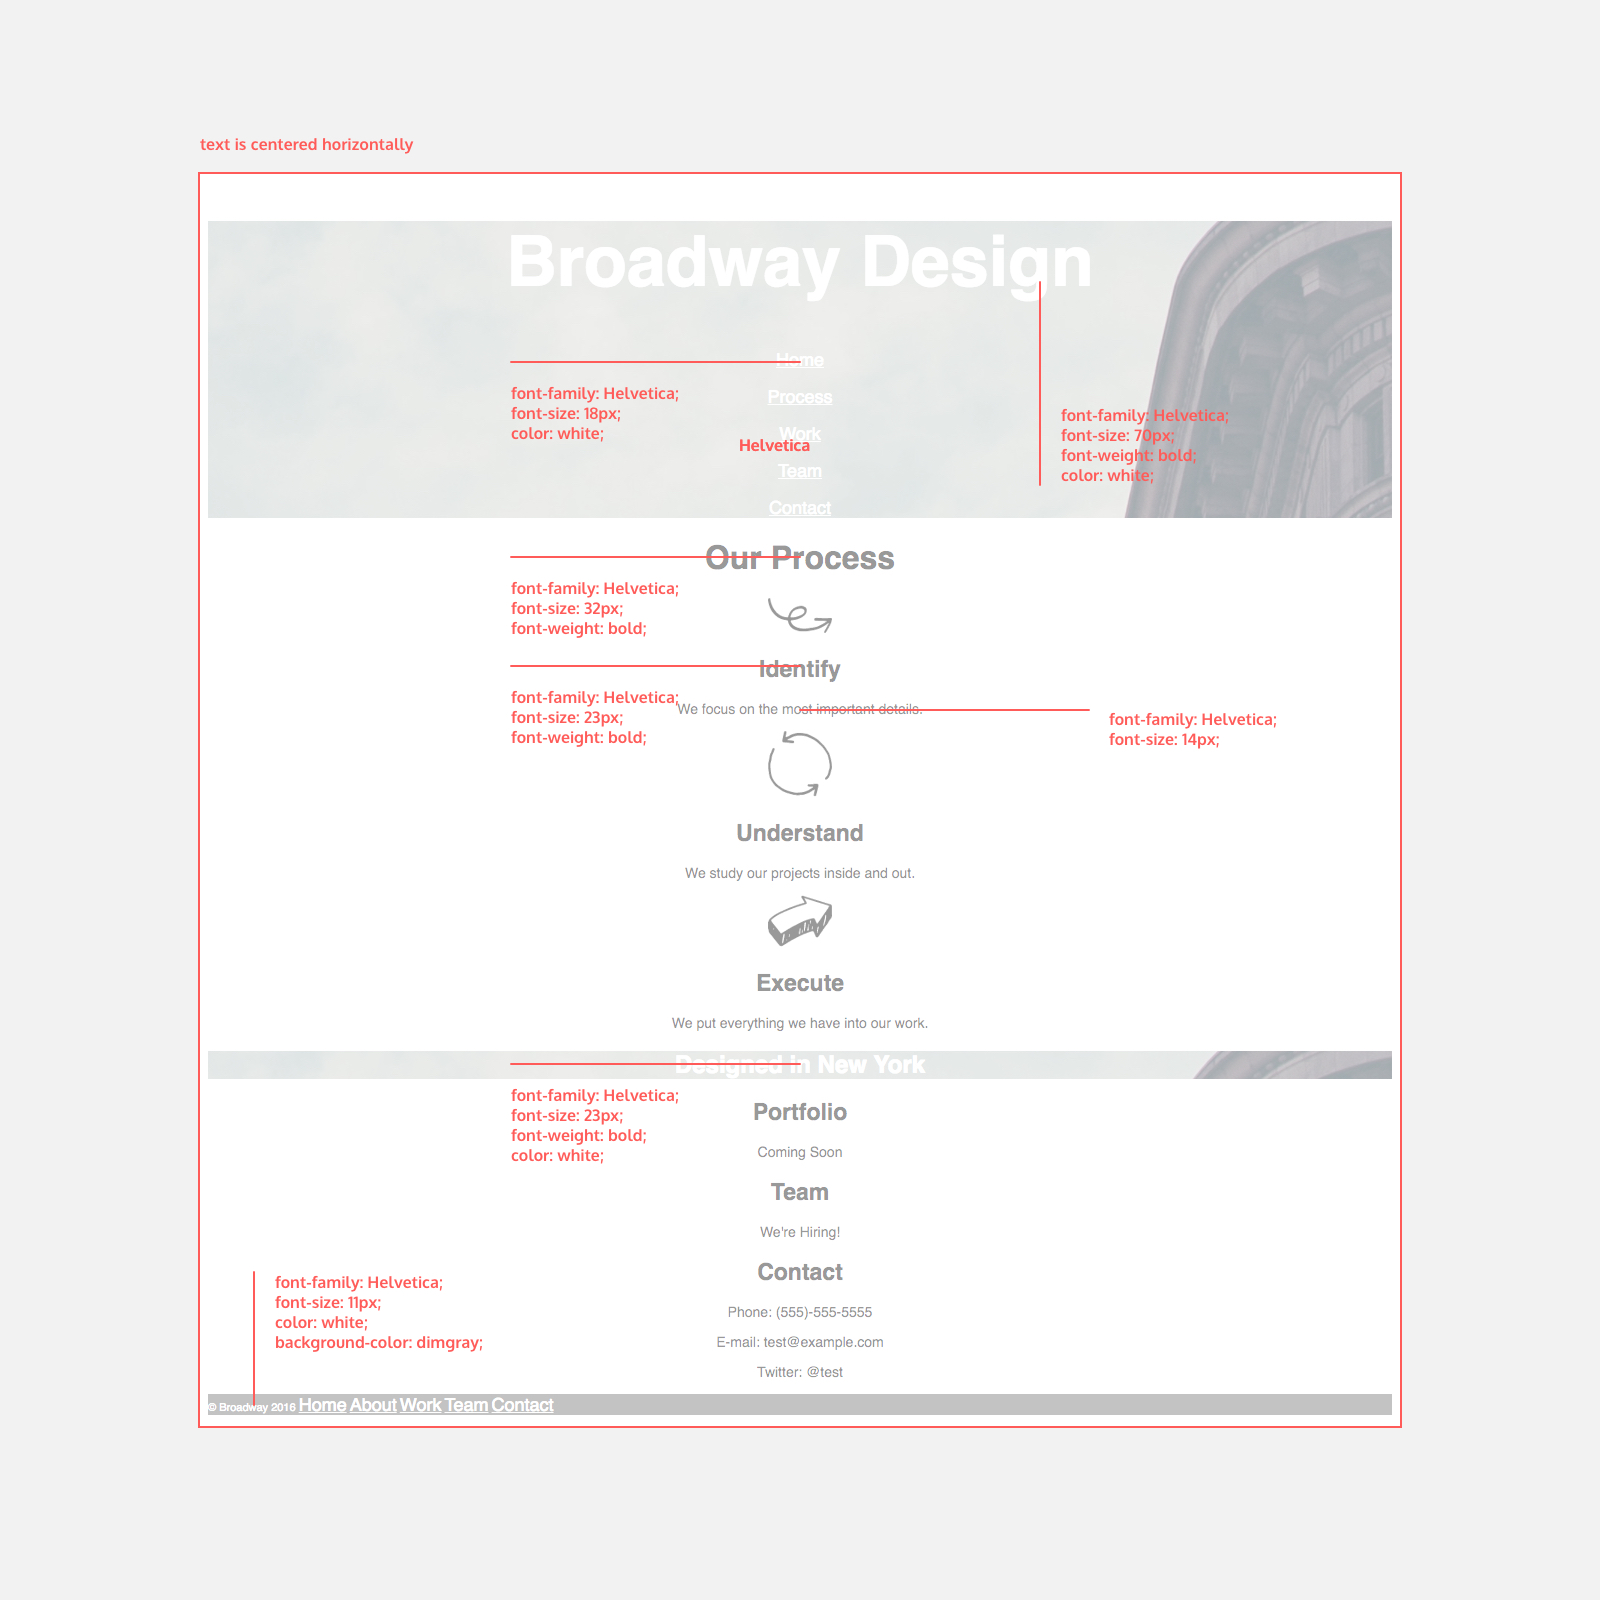 text is centered horizontally
Broadway Design
Home
font-family: Helvetica;
font-size: 18px;
color: white;
Process
Work
Helvetica
Team
Contact
font-family: Helvetica;
font-size: 70px;
font-weight: bold;
color: white;
Our Process
font-family: Helvetica;
font-size: 32px;
font-weight: bold;
Identify
font-family: Helvetica;
font-size: 23px;
font-weight: bold;
We focus on the most important details.
font-family: Helvetica;
font-size: 14px;
Understand
We study our projects inside and out.
Execute
We put everything we have into our work.
Designed in New York
font-family: Helvetica;
font-size: 23px;
font-weight: bold;
color: white;
Portfolio
Coming Soon
Team
We're Hiring!
Contact
Phone: (555)-555-5555
E-mail: test@example.com
Twitter: @test
font-family: Helvetica;
font-size: 11px;
color: white;
background-color: dimgray;
© Broadway 2016 Home About Work Team Contact